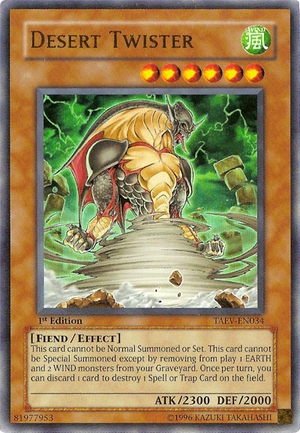 DESERT TWISTER
風
1st Edition
TAEV-EN034
[FIEND / EFFECT]
This card cannot be Normal Summoned or Set. This card cannot
be Special Summoned except by removing from play 1 EARTH
and 2 WIND monsters from your Graveyard. Once per turn, you
can discard 1 card to destroy 1 Spell or Trap Card on the field.
ATK/2300 DEF/2000
81977953
©1996 KAZUKI TAKAHASHI